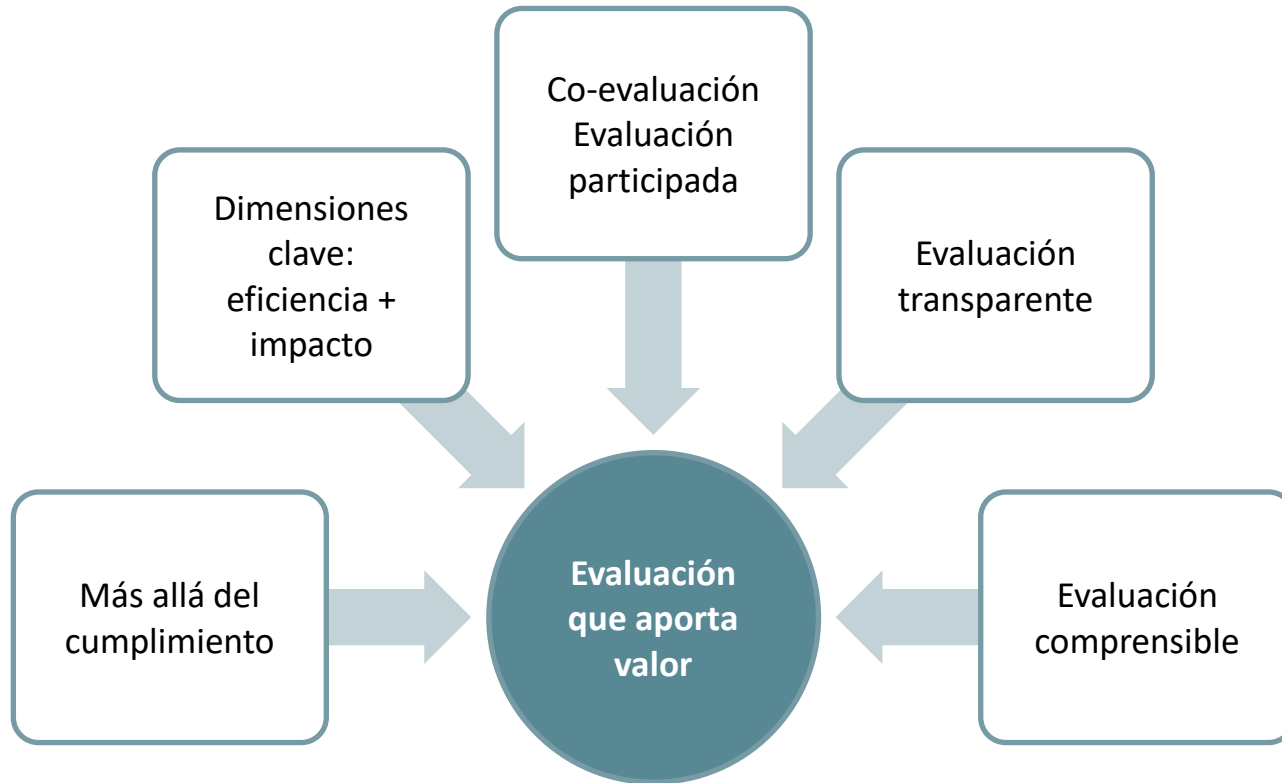 Co-evaluación
Evaluación
participada
Dimensiones
clave:
eficiencia +
impacto
Evaluación
transparente
Más allá del
cumplimiento
Evaluación
que aporta
valor
Evaluación
comprensible